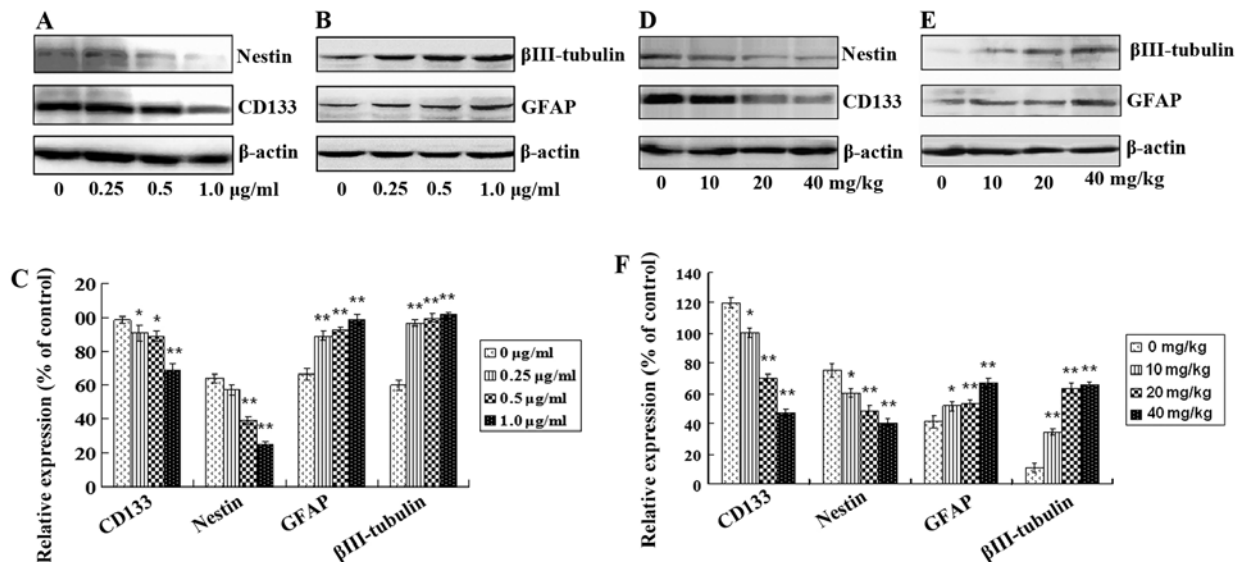 A
Nestin
CD133
β-actin
0 0.25 0.5 1.0 µg/ml
B
βIII-tubulin
GFAP
β-actin
0 0.25 0.5 1.0 µg/ml
D
Nestin
CD133
β-actin
0 10 20 40 mg/kg
E
βIII-tubulin
GFAP
β-actin
0 10 20 40 mg/kg
C
Relative expression (% of control)
20
00
80
60
40
20
00
* * ** ** ** ** ** ** ** ** **
CD133 Nestin GFAP βIII-tubulin
0 µg/ml
0.25 µg/ml
0.5 µg/ml
1.0 µg/ml
F
Relative expression (% of control)
140
120
100
80
60
40
20
0
* ** ** * ** ** * ** ** ** ** **
CD133 Nestin GFAP βIII-tubulin
0 mg/kg
10 mg/kg
20 mg/kg
40 mg/kg